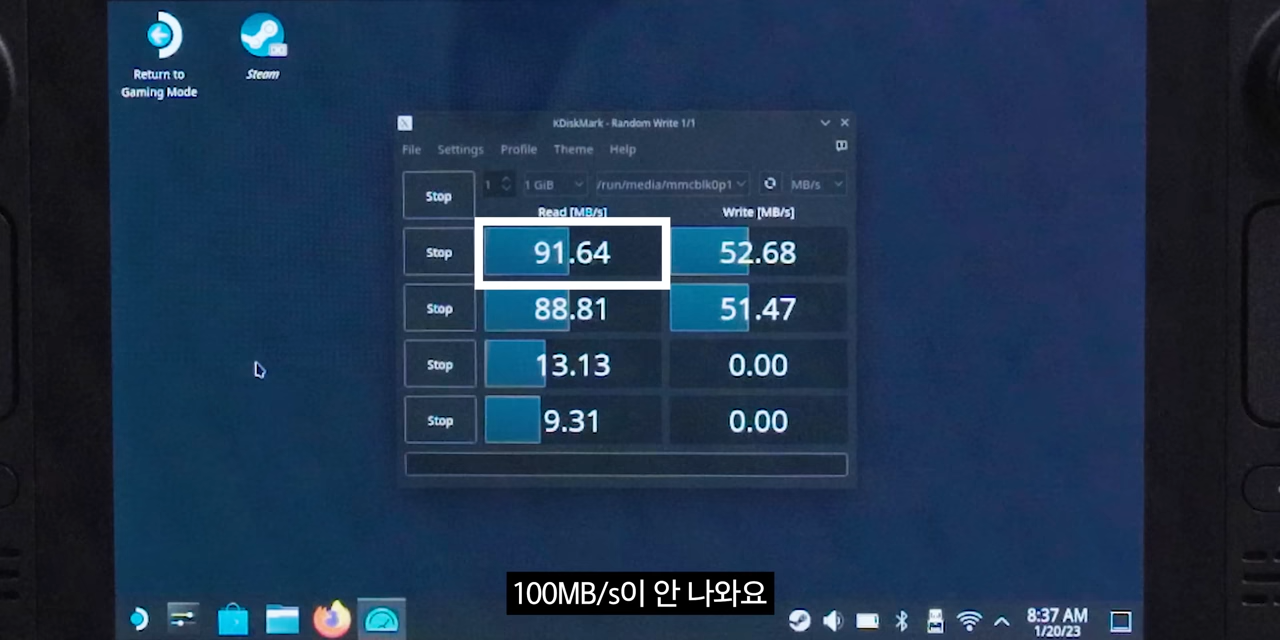 Return to
Gaming Mode
Steam
KDiskMark - Random Write 1/1
File Settings Profile Theme Help
Stop 1 1 GiB /run/media/mmcblk0p1 MB/s
Read [MB/s] Write [MB/s]
Stop 91.64 52.68
Stop 88.81 51.47
Stop 13.13 0.00
Stop 9.31 0.00
100MB/s이 안 나와요
8:37 AM
1/20/23